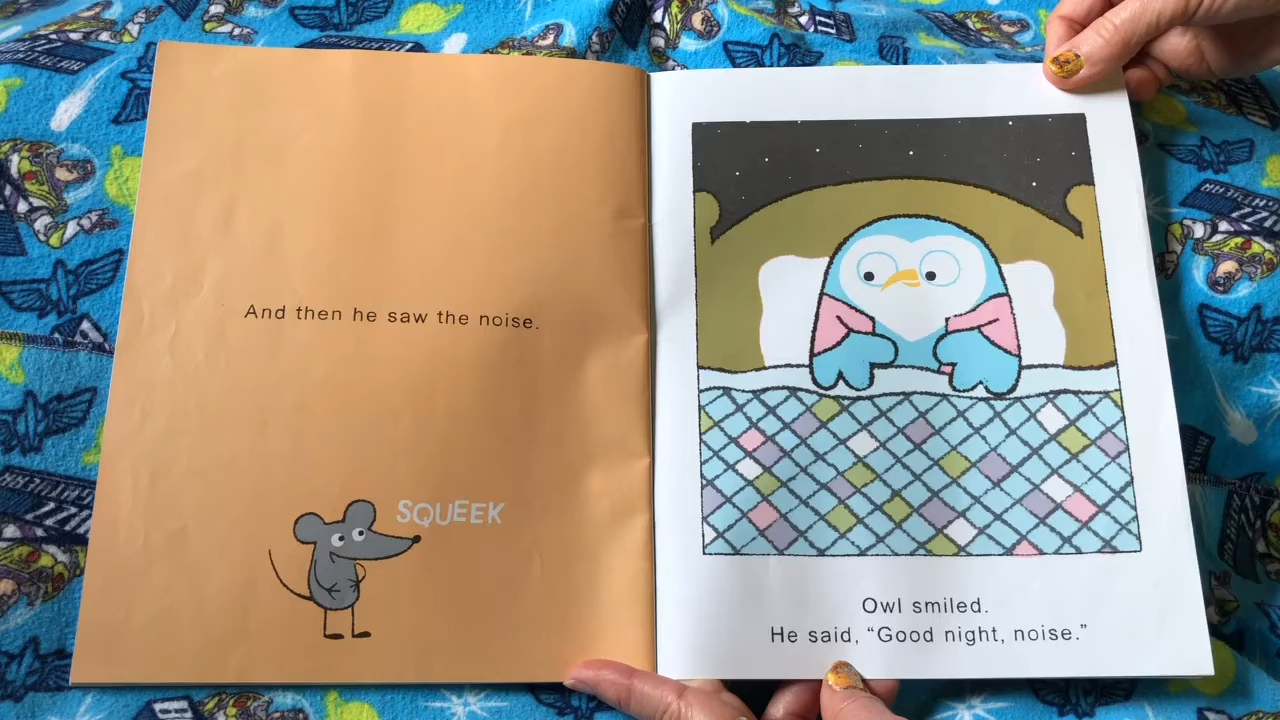 And then he saw the noise.
SQUEEK
Owl smiled.
He said, “Good night, noise.”